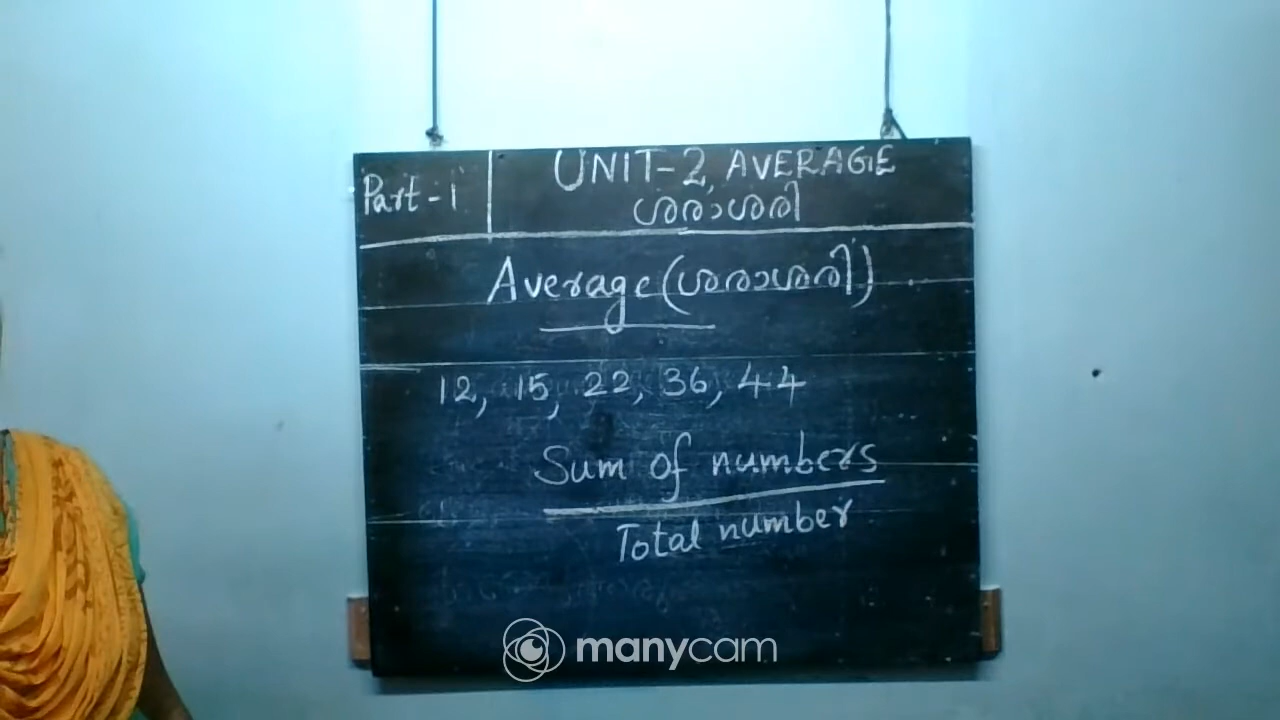 Part-1
UNIT-2, AVERAGE
ശരാശരി
Average (ശരാശരി)
12, 15, 22, 36, 44
Sum of numbers
Total number
manycam